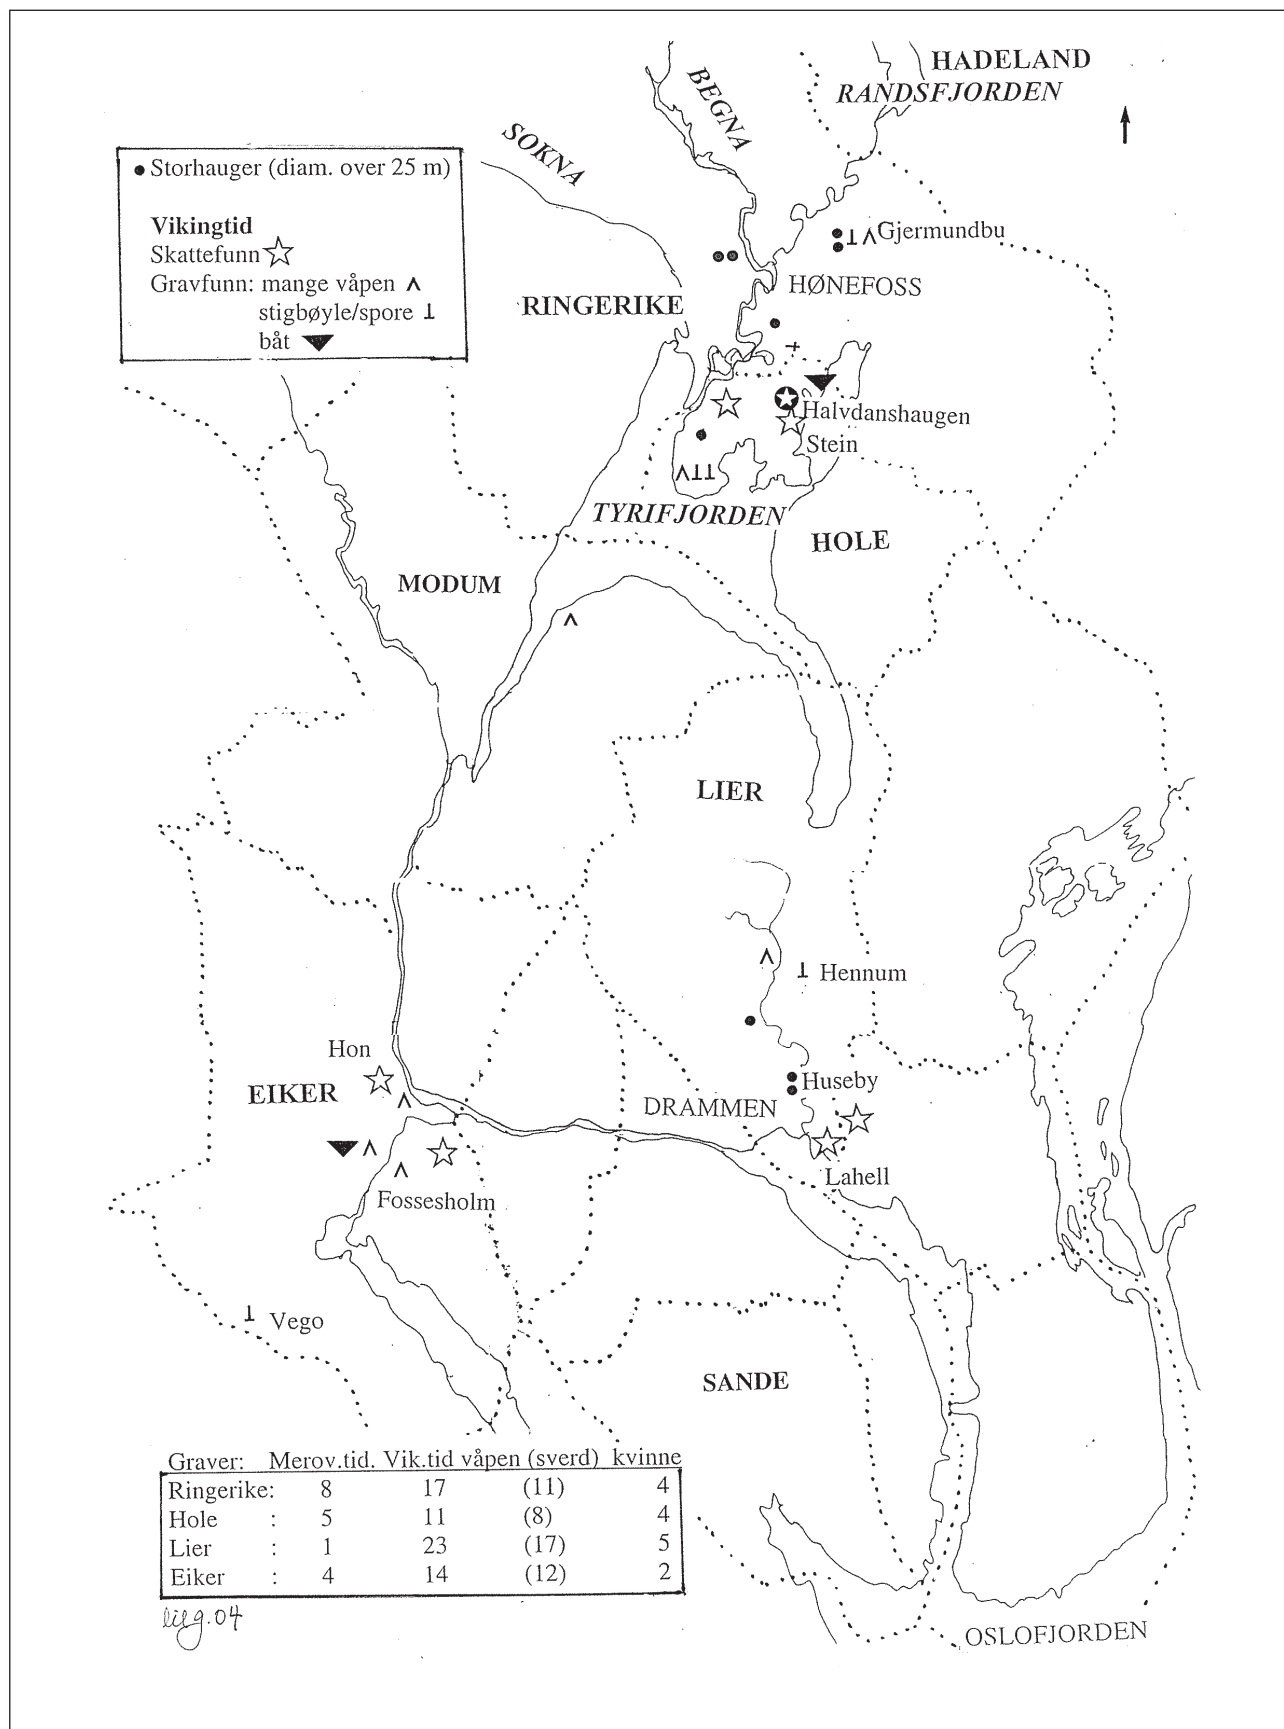 HADELAND
RANDSFJORDEN
BEGNA
SOKNA
Storhauger (diam. over 25 m)
Vikingtid
Skattefunn
Gravfunn: mange våpen
stigbøyle/spore
båt
Gjermundbu
HØNEFOSS
RINGERIKE
Halvdanshaugen
Stein
TYRIFJORDEN
HOLE
MODUM
LIER
Hennum
Hon
EIKER
Huseby
DRAMMEN
Lahell
Fossesholm
Vego
SANDE
Graver: Merov.tid. Vik.tid våpen (sverd) kvinne
Ringerike: 8 17 (11) 4
Hole : 5 11 (8) 4
Lier : 1 23 (17) 5
Eiker : 4 14 (12) 2
OSLOFJORDEN